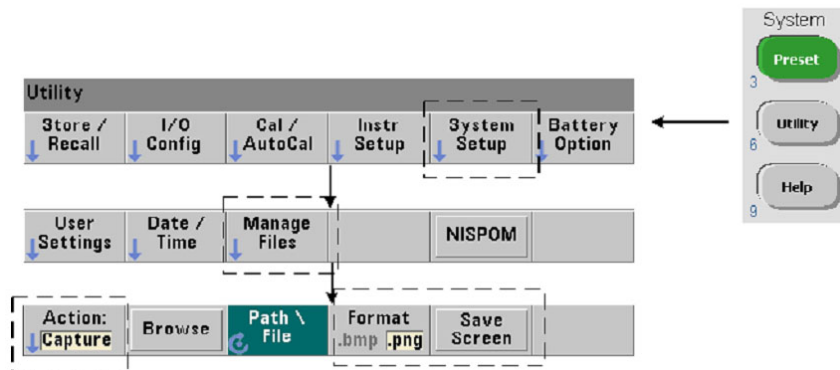 System
Preset
3
Utility
6
Help
9
Utility
Store / Recall
I/O Config
Cal / AutoCal
Instr Setup
System Setup
Battery Option
User Settings
Date / Time
Manage Files
NISPOM
Action: Capture
Browse
Path \ File
Format .bmp .png
Save Screen